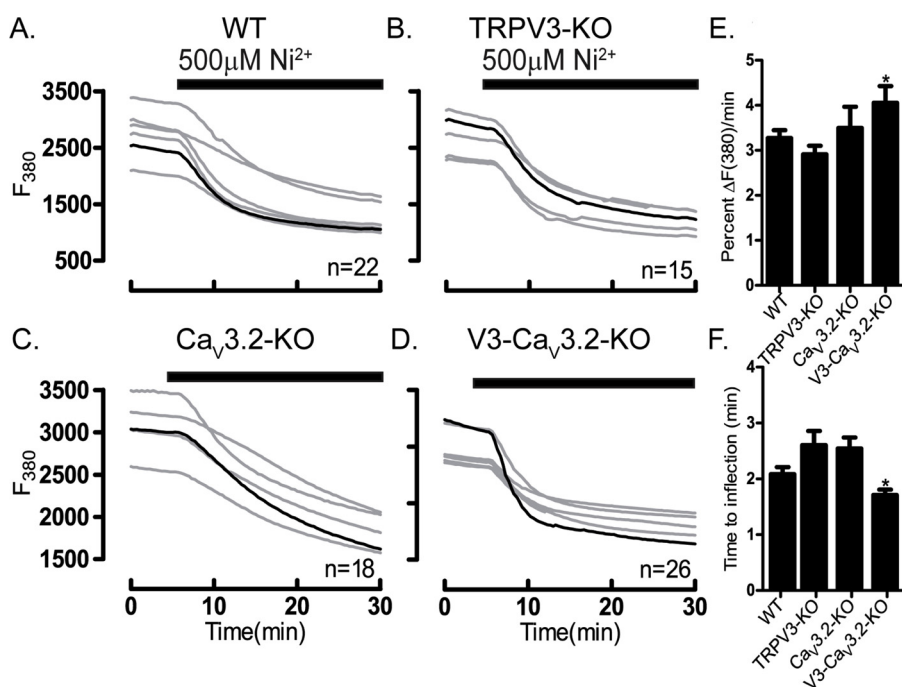 A.
WT
500µM Ni²⁺
3500
2500
1500
500
F₃₈₀
n=22
B.
TRPV3-KO
500µM Ni²⁺
n=15
C.
Caᵥ3.2-KO
3500
3000
2500
2000
1500
F₃₈₀
n=18
0 10 20 30
Time(min)
D.
V3-Caᵥ3.2-KO
n=26
0 10 20 30
Time(min)
E.
5
4
3
2
1
0
Percent ΔF(380)/min
*
WT
TRPV3-KO
Caᵥ3.2-KO
V3-Caᵥ3.2-KO
F.
4
3
2
1
0
Time to inflection (min)
*
WT
TRPV3-KO
Caᵥ3.2-KO
V3-Caᵥ3.2-KO